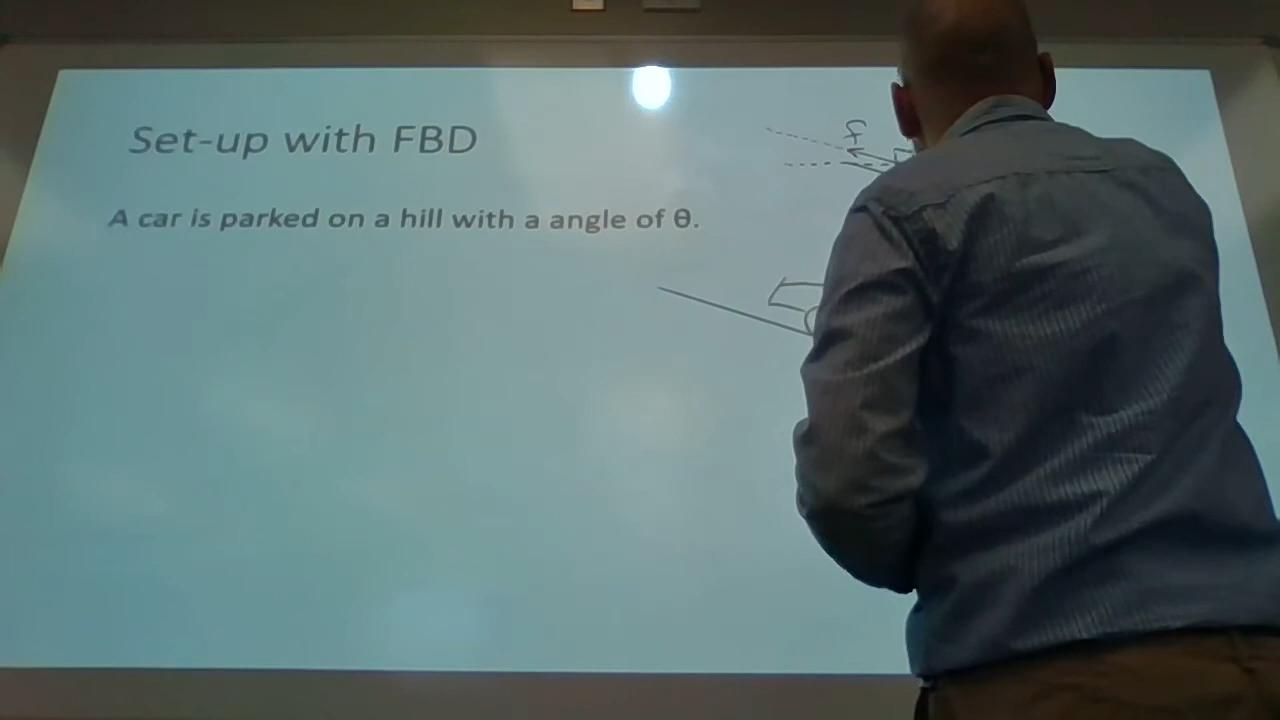 Set-up with FBD
f
A car is parked on a hill with a angle of θ.